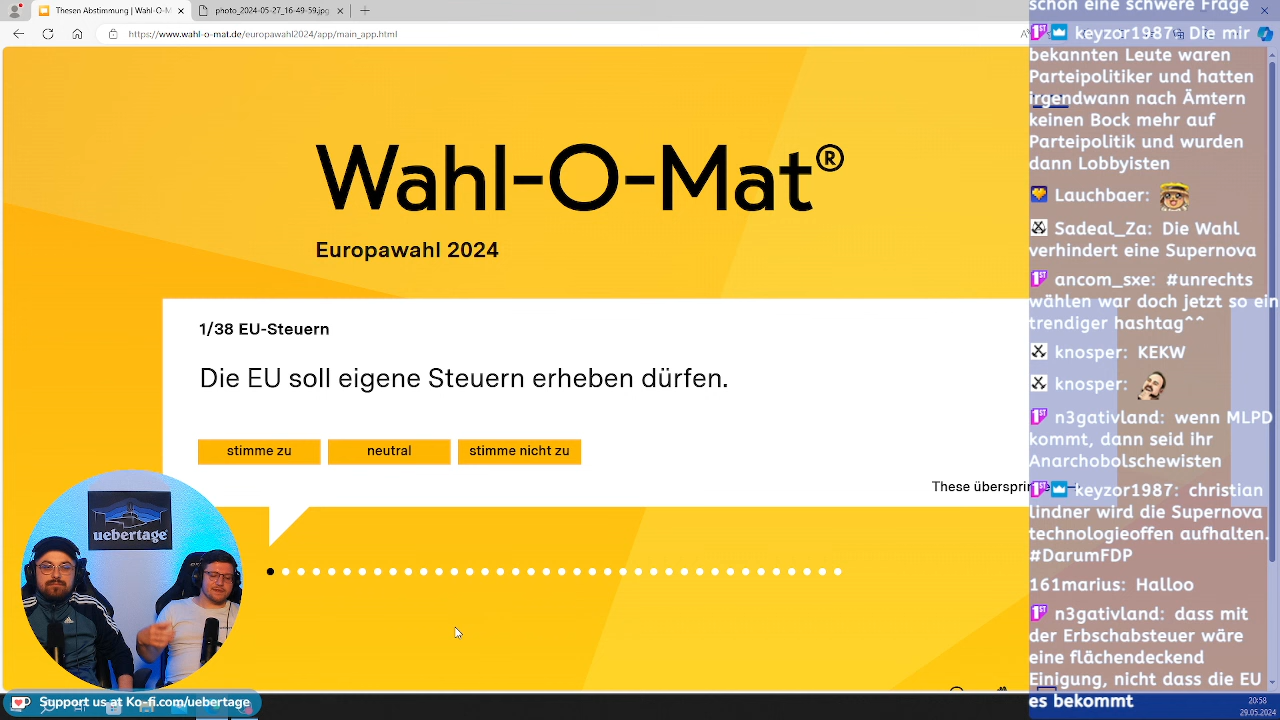 Thesen Abstimmung | Wahl-O-M
photo_2024-05-27_16-49-59.jpg
https://www.wahl-o-mat.de/europawahl2024/app/main_app.html
Wahl-O-Mat®
Europawahl 2024
1/38 EU-Steuern
Die EU soll eigene Steuern erheben dürfen.
stimme zu
neutral
stimme nicht zu
These überspri
uebertage
Support us at Ko-fi.com/uebertage
schon eine schwere Frage
keyzor1987: Die mir
bekannten Leute waren
Parteipolitiker und hatten
irgendwann nach Ämtern
keinen Bock mehr auf
Parteipolitik und wurden
dann Lobbyisten
Lauchbaer:
Sadeal_Za: Die Wahl
verhindert eine Supernova
ancom_sxe: #unrechts
wählen war doch jetzt so ein
trendiger hashtag^^
knosper: KEKW
knosper:
n3gativland: wenn MLPD
kommt, dann seid ihr
Anarchobolschewisten
keyzor1987: christian
lindner wird die Supernova
technologieoffen aufhalten.
#DarumFDP
161marius: Halloo
n3gativland: dass mit
der Erbschabsteuer wäre
eine flächendeckend
Einigung, nicht dass die EU
es bekommt
20:58
29.05.2024